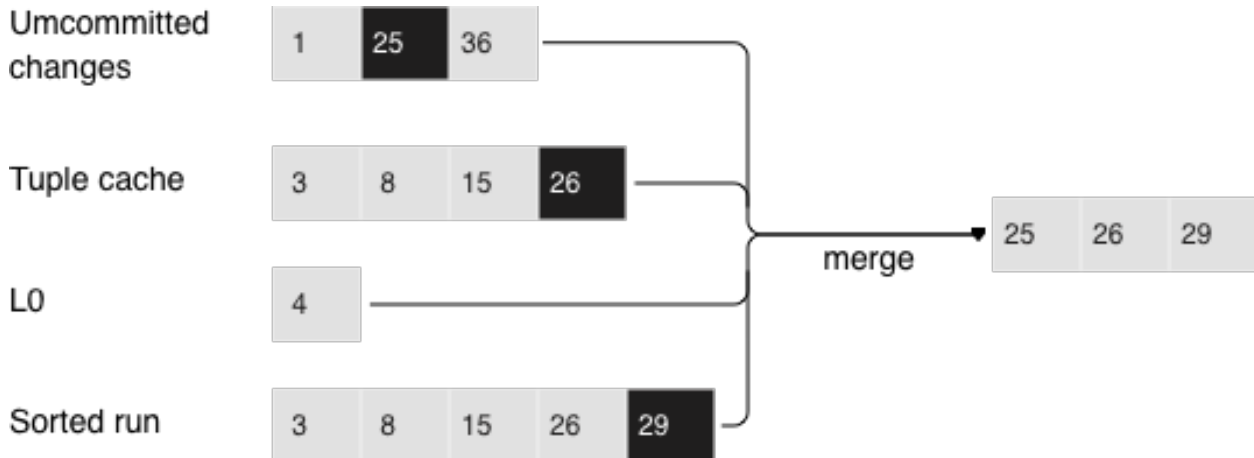 Umcommitted
changes
1 25 36
Tuple cache
3 8 15 26
L0
4
Sorted run
3 8 15 26 29
merge
25 26 29